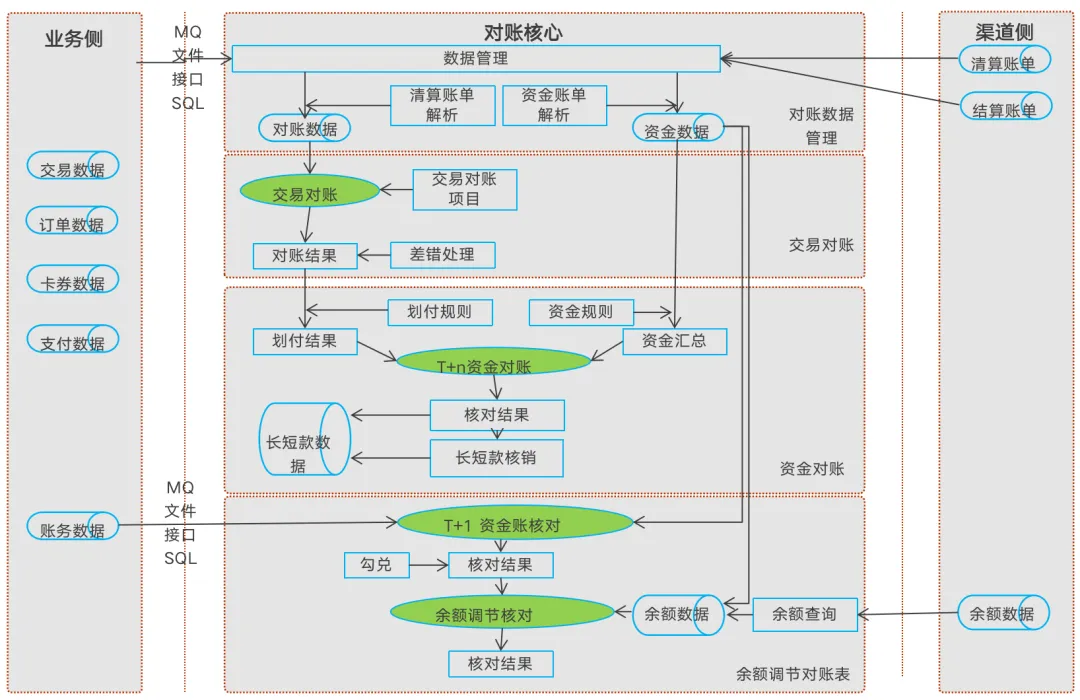 业务侧
MQ
文件
接口
SQL
对账核心
渠道侧
数据管理
清算账单
结算账单
清算账单
解析
资金账单
解析
对账数据
资金数据
对账数据
管理
交易数据
订单数据
卡券数据
支付数据
交易对账
交易对账
项目
对账结果
差错处理
交易对账
划付规则
资金规则
划付结果
资金汇总
T+n资金对账
核对结果
长短款数
据
长短款核销
资金对账
MQ
文件
接口
SQL
账务数据
T+1 资金账核对
勾兑
核对结果
余额调节核对
余额数据
余额查询
余额数据
核对结果
余额调节对账表